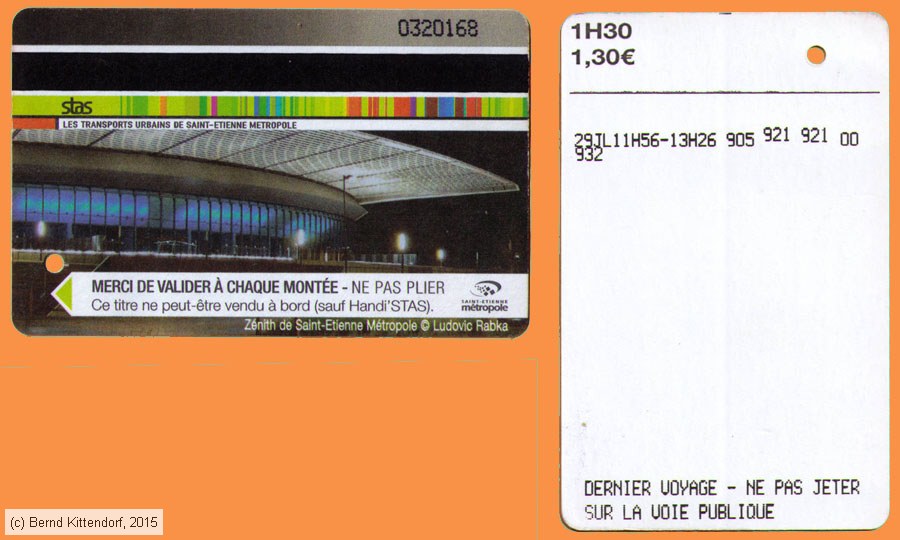 0320168
stas
LES TRANSPORTS URBAINS DE SAINT-ETIENNE METROPOLE
MERCI DE VALIDER À CHAQUE MONTÉE - NE PAS PLIER
Ce titre ne peut-être vendu à bord (sauf Handi'STAS).
SAINT-ETIENNE
métropole
Zénith de Saint-Etienne Métropole © Ludovic Rabka
1H30
1,30€
29JL11H56-13H26 905 921 921 00
932
DERNIER VOYAGE - NE PAS JETER
SUR LA VOIE PUBLIQUE
(c) Bernd Kittendorf, 2015